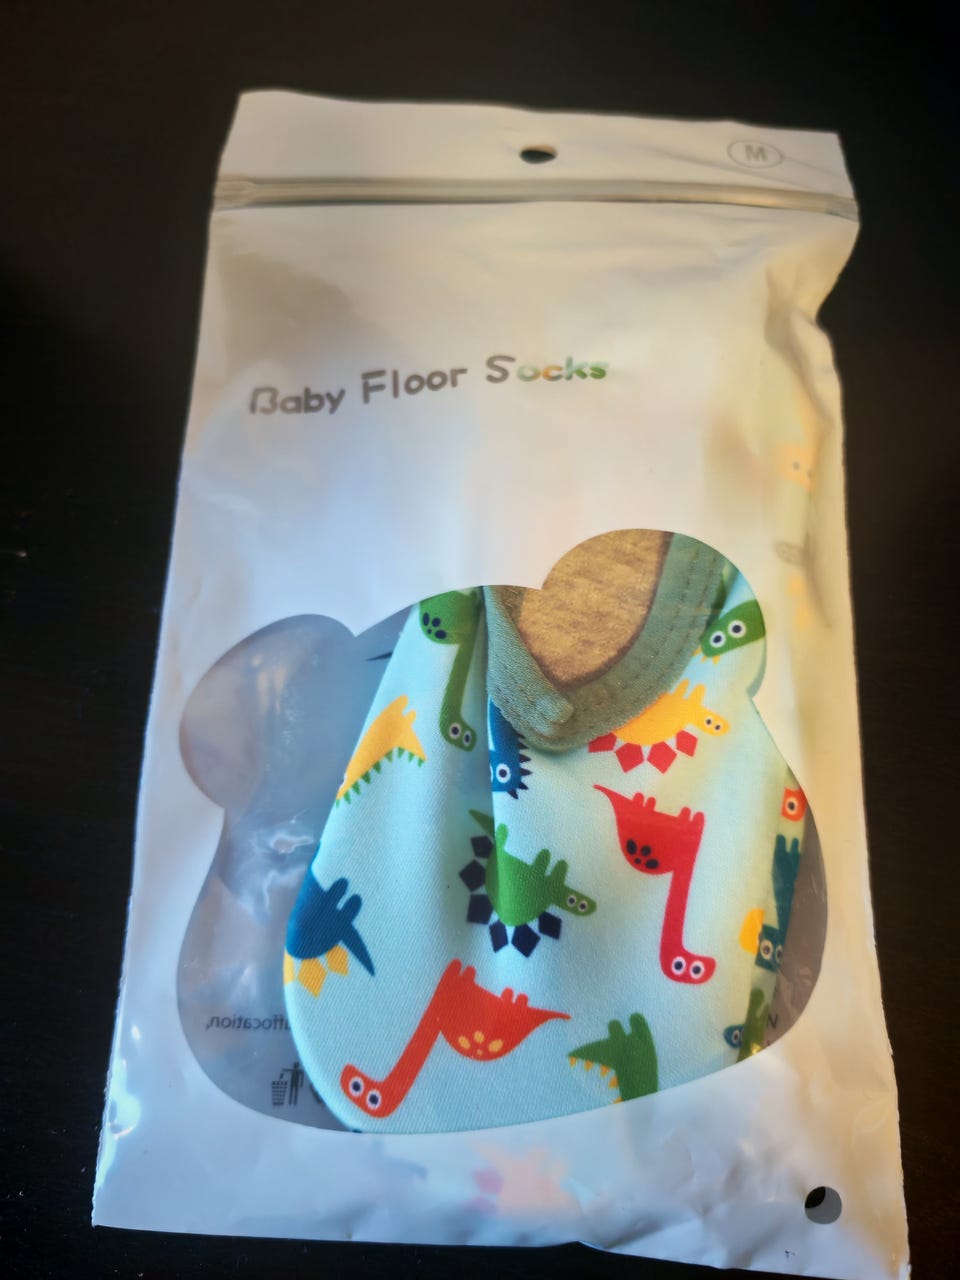 M
Baby Floor Socks
uffocation,